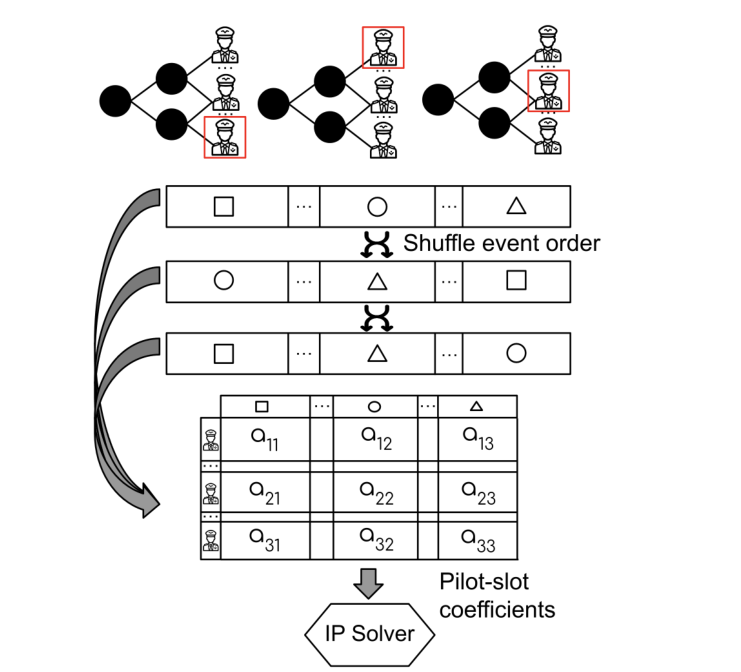 ...
...
...
...
...
...
... ...
Shuffle event order
... ...
... ...
... ...
a11 a12 a13
...
a21 a22 a23
...
a31 a32 a33
Pilot-slot
coefficients
IP Solver